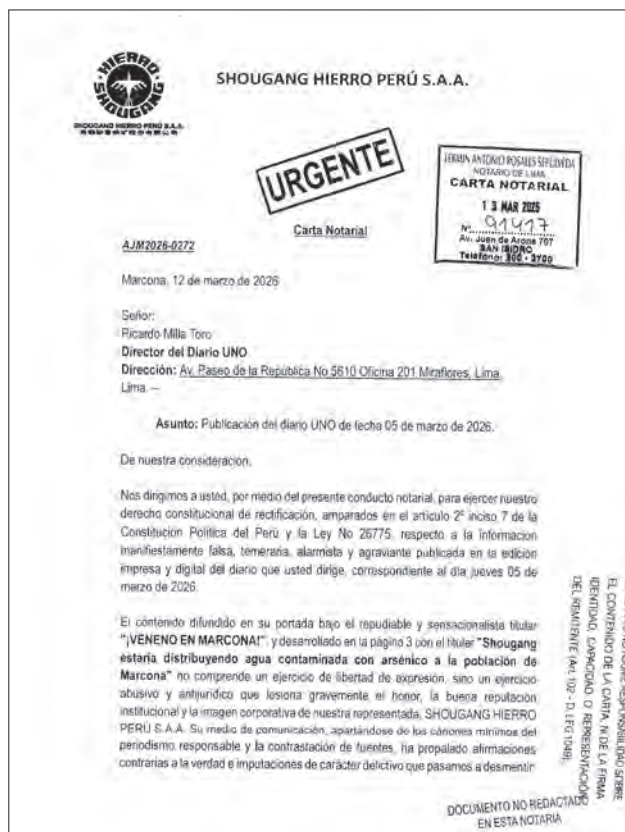 HIERRO
SHOUGANG
SHOUGANG HIERRO PERÚ S.A.A.
SHOUGANG HIERRO PERÚ S.A.A.
URGENTE
FERMIN ANTONIO ROSALES SEPÚLVEDA
NOTARIO DE LIMA
CARTA NOTARIAL
13 MAR 2025
Nº 91417
Av. Juan de Arona 707
SAN ISIDRO
Teléfono: 300 - 3700
Carta Notarial
AJM2026-0272
Marcona, 12 de marzo de 2026
Señor:
Ricardo Milla Toro
Director del Diario UNO
Dirección: Av. Paseo de la República No 5610 Oficina 201 Miraflores, Lima
Lima.–
Asunto: Publicación del diario UNO de fecha 05 de marzo de 2026.
De nuestra consideración,
Nos dirigimos a usted, por medio del presente conducto notarial, para ejercer nuestro
derecho constitucional de rectificación, amparados en el artículo 2° inciso 7 de la
Constitución Política del Perú y la Ley No 26775, respecto a la información
manifiestamente falsa, temeraria, alarmista y agraviante publicada en la edición
impresa y digital del diario que usted dirige, correspondiente al día jueves 05 de
marzo de 2026.
El contenido difundido en su portada bajo el repudiable y sensacionalista titular
"¡VENENO EN MARCONA!", y desarrollado en la página 3 con el titular "Shougang
estaría distribuyendo agua contaminada con arsénico a la población de
Marcona" no comprende un ejercicio de libertad de expresión, sino un ejercicio
abusivo y antijurídico que lesiona gravemente el honor, la buena reputación
institucional y la imagen corporativa de nuestra representada, SHOUGANG HIERRO
PERÚ S.A.A. Su medio de comunicación, apartándose de los cánones mínimos del
periodismo responsable y la contrastación de fuentes, ha propalado afirmaciones
contrarias a la verdad e imputaciones de carácter delictivo que pasamos a desmentir
RESPONSABILIDAD SOBRE
EL CONTENIDO DE LA CARTA, NI DE LA FIRMA
IDENTIDAD, CAPACIDAD O REPRESENTACIÓN
DEL REMITENTE (Art. 102 - D. LEG 1049)
DOCUMENTO NO REDACTADO
EN ESTA NOTARIA